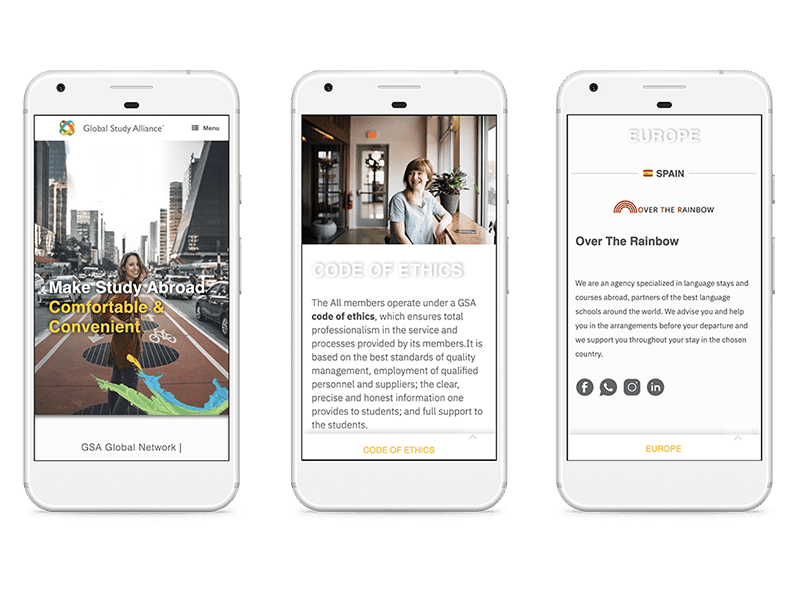 Global Study Alliance
Menu
Make Study Abroad
Comfortable &
Convenient
GSA Global Network |
CODE OF ETHICS
The All members operate under a GSA
code of ethics, which ensures total
professionalism in the service and
processes provided by its members.It is
based on the best standards of quality
management, employment of qualified
personnel and suppliers; the clear,
precise and honest information one
provides to students; and full support to
the students.
CODE OF ETHICS
EUROPE
SPAIN
OVER THE RAINBOW
Over The Rainbow
We are an agency specialized in language stays and
courses abroad, partners of the best language
schools around the world. We advise you and help
you in the arrangements before your departure and
we support you throughout your stay in the chosen
country.
EUROPE